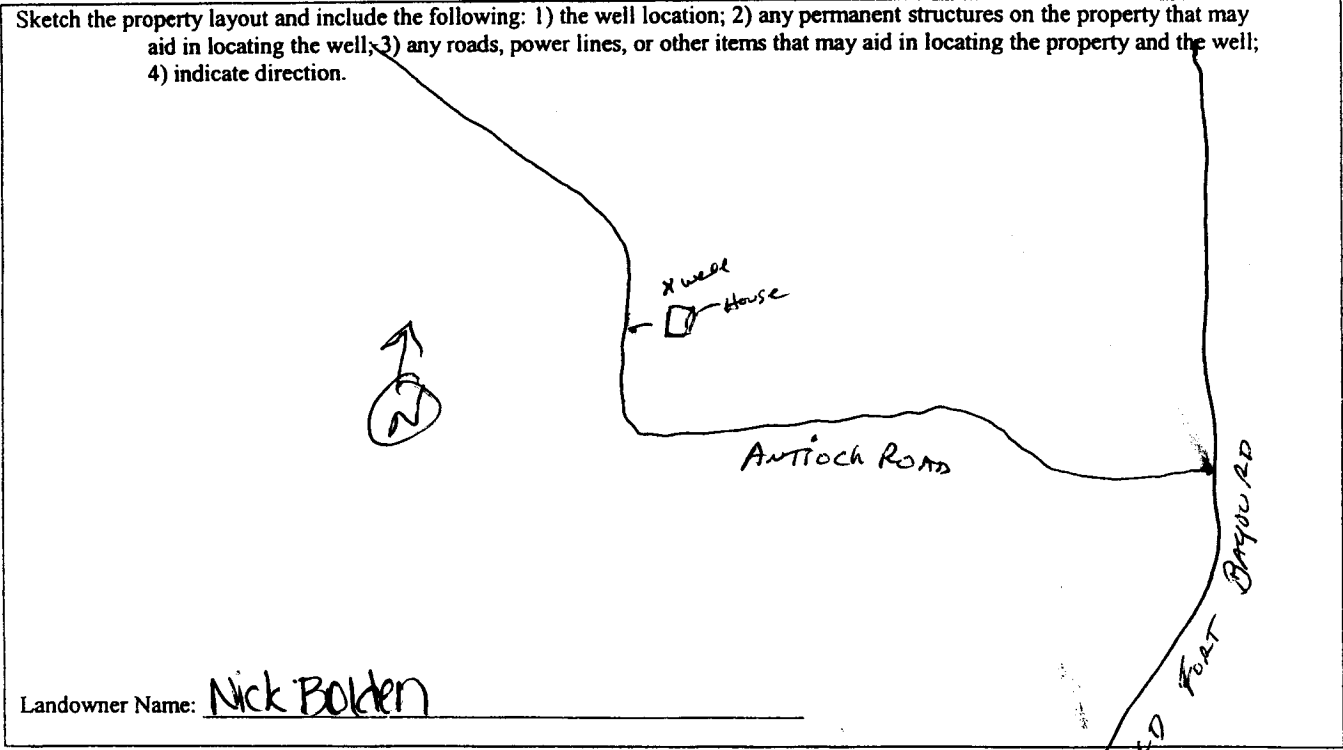 Sketch the property layout and include the following: 1) the well location; 2) any permanent structures on the property that may
aid in locating the well; 3) any roads, power lines, or other items that may aid in locating the property and the well;
4) indicate direction.
x well
House
N
ANTIOCH ROAD
FORT BAYOU RD
Landowner Name: Nick Bolden